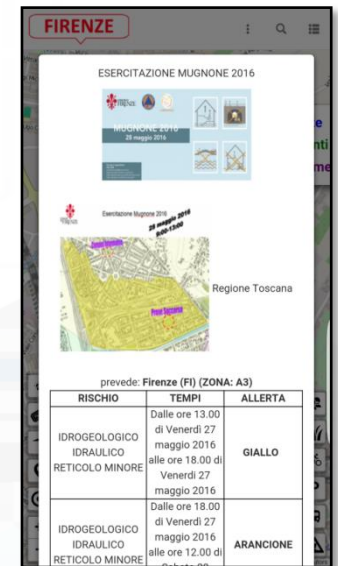 FIRENZE
ESERCITAZIONE MUGNONE 2016
FIRENZE
MUGNONE 2016
28 maggio 2016
Esercitazione Mugnone 2016
28 maggio 2016
9:00-13:00
Regione Toscana
prevede: Firenze (FI) (ZONA: A3)
RISCHIO TEMPI ALLERTA
IDROGEOLOGICO IDRAULICO RETICOLO MINORE
Dalle ore 13.00
di Venerdì 27
maggio 2016
alle ore 18.00 di
Venerdi 27
maggio 2016
GIALLO
IDROGEOLOGICO
IDRAULICO
RETICOLO MINORE
Dalle ore 18.00
di Venerdì 27
maggio 2016
alle ore 12.00 di
ARANCIONE